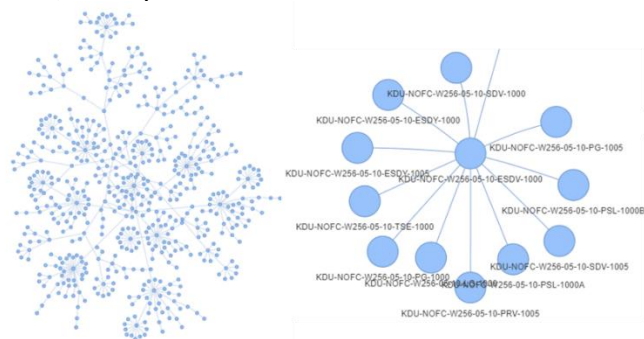 KDU-NOFC-W256-05-10-SDV-1000
KDU-NOFC-W256-05-10-ESDY-1000
KDU-NOFC-W256-05-10-PG-1005
KDU-NOFC-W256-05-10-ESDY-1005
KDU-NOFC-W256-05-10-ESDV-1000
KDU-NOFC-W256-05-10-PSL-1000B
KDU-NOFC-W256-05-10-TSE-1000
KDU-NOFC-W256-05-10-SDV-1005
KDU-NOFC-W256-05-10-PG-1000
KDU-NOFC-W256-05-10-PSL-1000A
KDU-NOFC-W256-05-10-PRV-1005